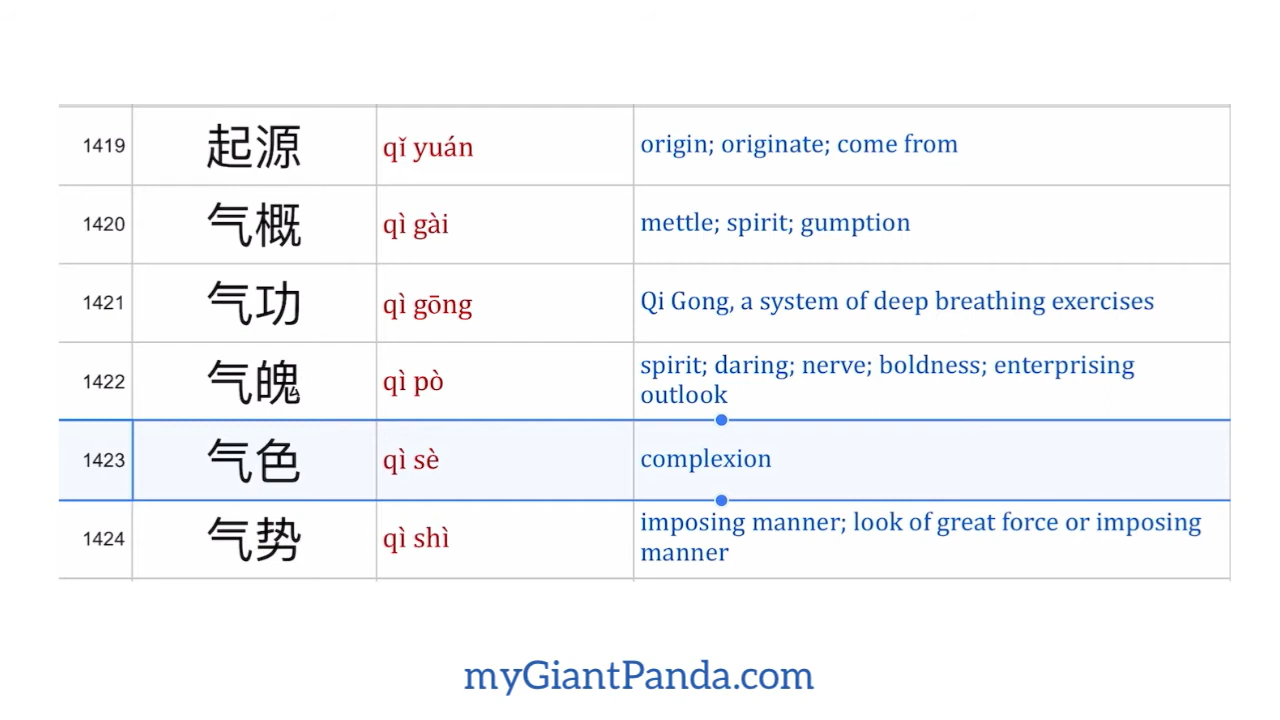 1419 起源 qǐ yuán origin; originate; come from
1420 气概 qì gài mettle; spirit; gumption
1421 气功 qì gōng Qi Gong, a system of deep breathing exercises
1422 气魄 qì pò spirit; daring; nerve; boldness; enterprising
outlook
1423 气色 qì sè complexion
1424 气势 qì shì imposing manner; look of great force or imposing
manner
myGiantPanda.com